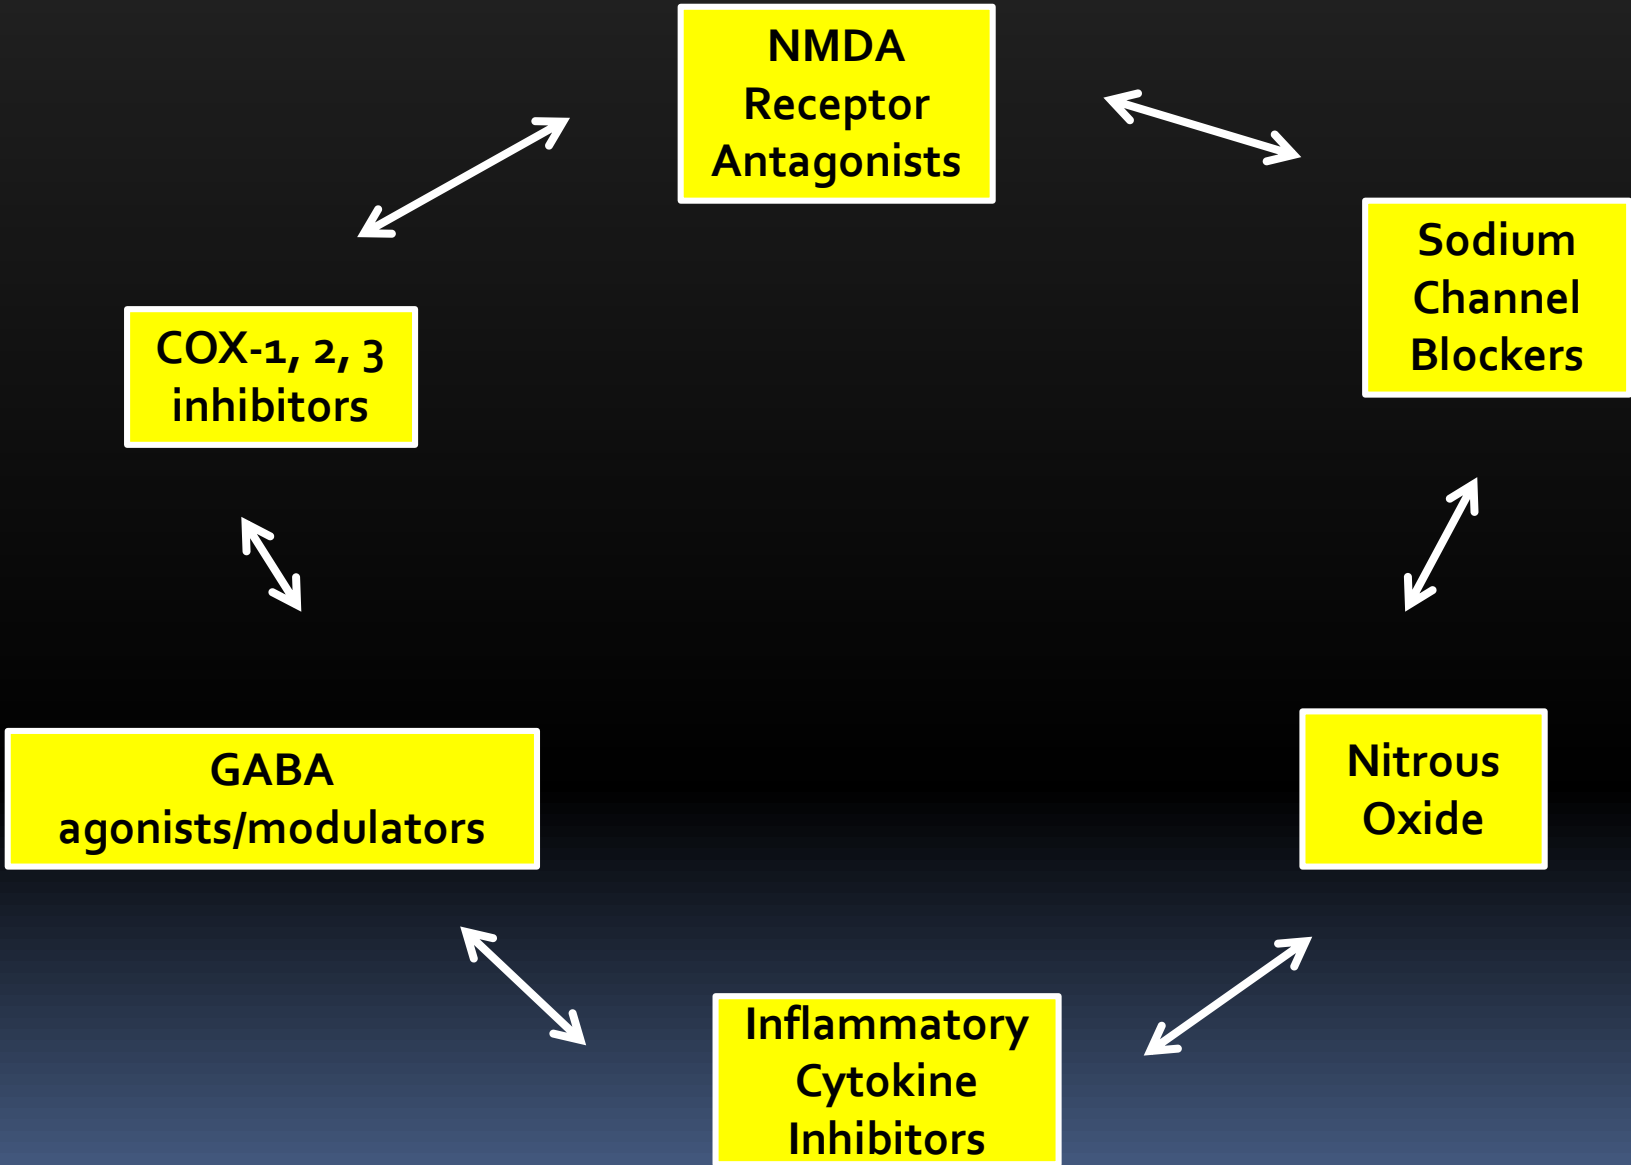 NMDA
Receptor
Antagonists
Sodium
Channel
Blockers
COX-1, 2, 3
inhibitors
GABA
agonists/modulators
Nitrous
Oxide
Inflammatory
Cytokine
Inhibitors